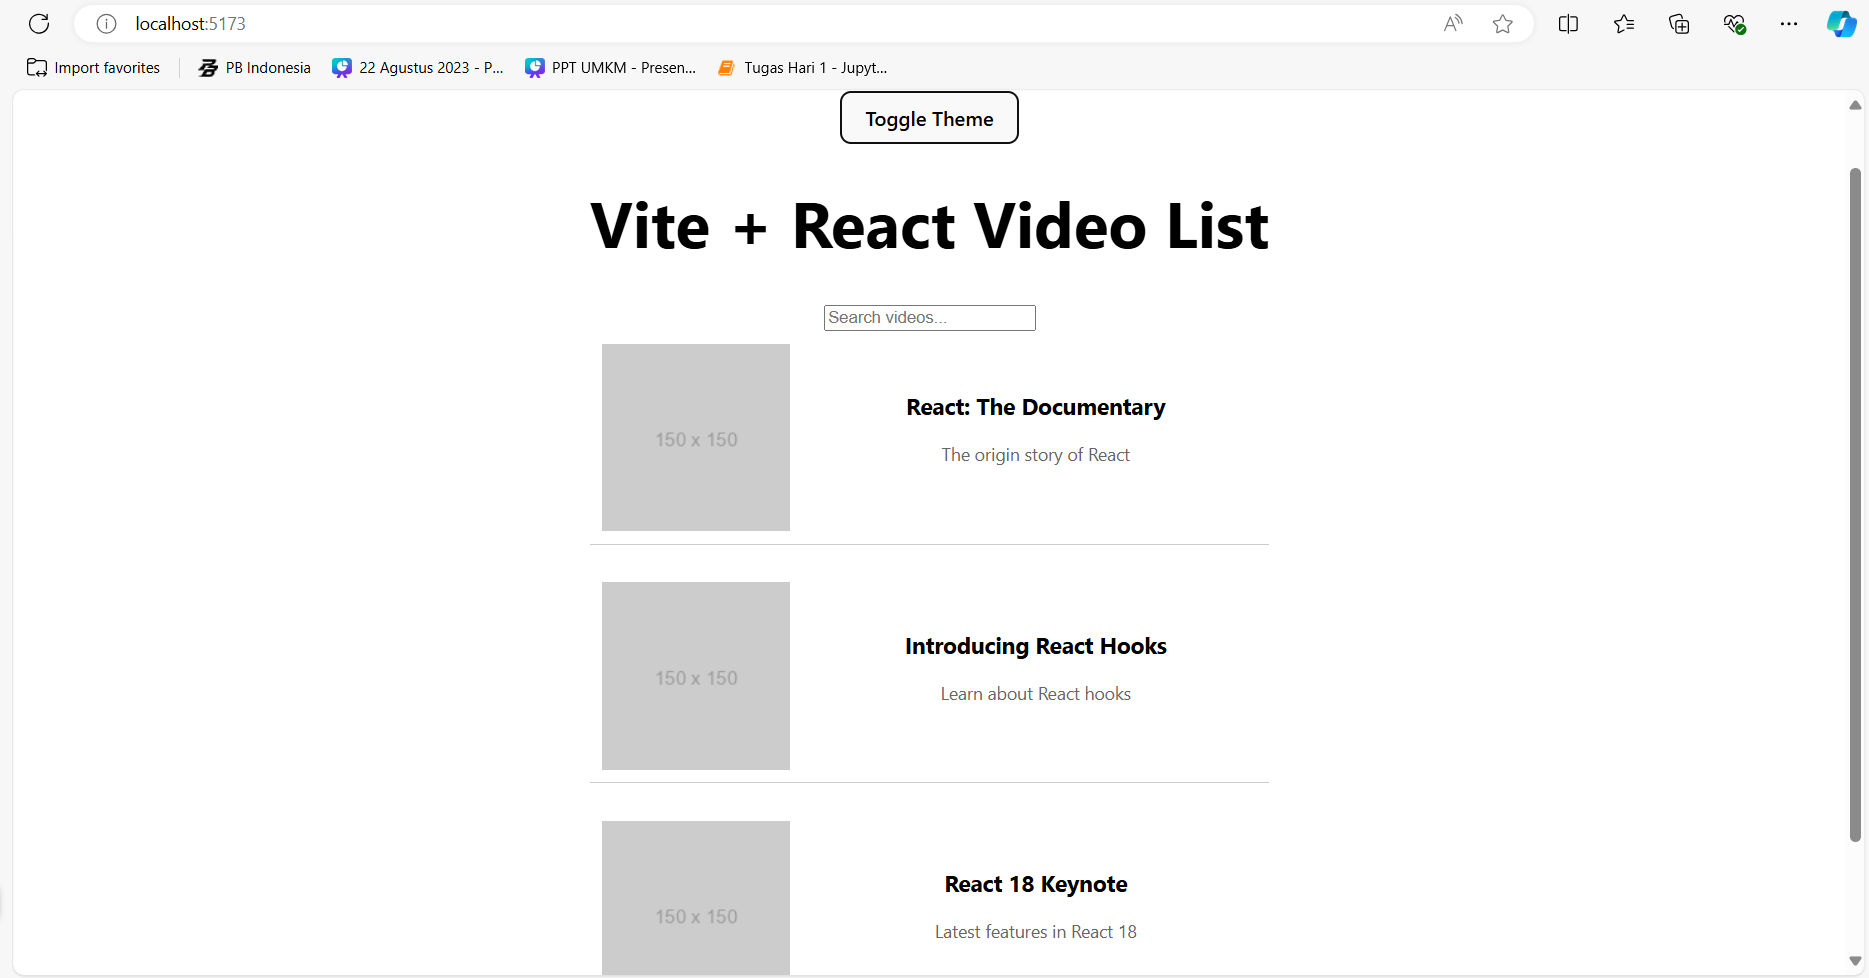 localhost:5173
Import favorites
PB Indonesia
22 Agustus 2023 - P...
PPT UMKM - Presen...
Tugas Hari 1 - Jupyt...
Toggle Theme
Vite + React Video List
Search videos...
150 x 150
React: The Documentary
The origin story of React
150 x 150
Introducing React Hooks
Learn about React hooks
150 x 150
React 18 Keynote
Latest features in React 18